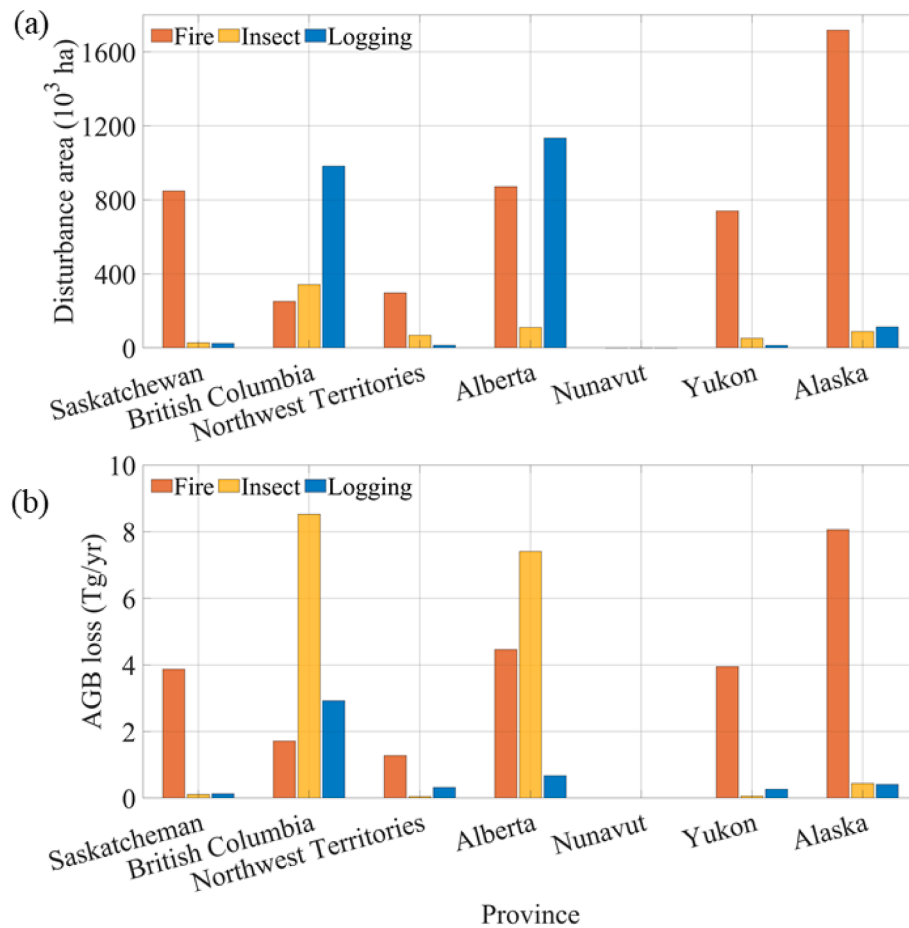 (a)
Fire Insect Logging
Disturbance area (10³ ha)
1600
1200
800
400
0
Saskatchewan
British Columbia
Northwest Territories
Alberta
Nunavut
Yukon
Alaska
(b)
Fire Insect Logging
AGB loss (Tg/yr)
10
8
6
4
2
0
Saskatcheman
British Columbia
Northwest Territories
Alberta
Nunavut
Yukon
Alaska
Province